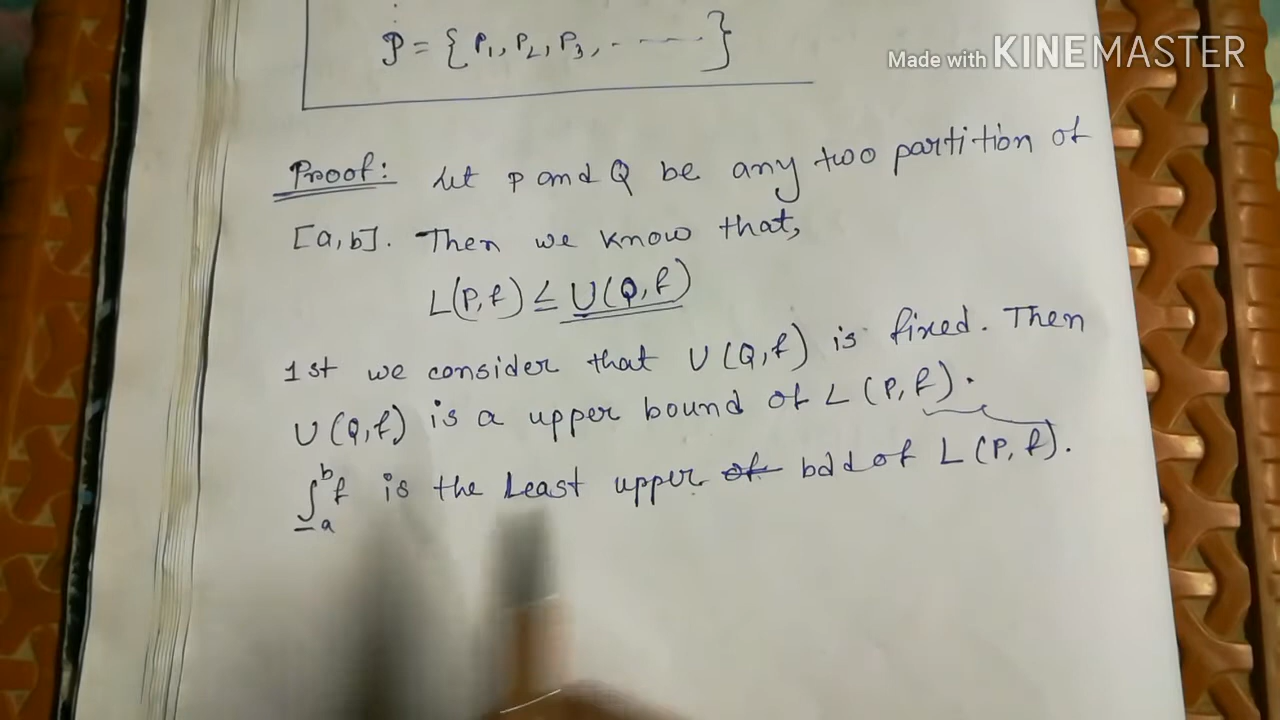 Made with KINEMASTER
𝒫 = { P₁, P₂, P₃, ------ }
Proof: Let P and Q be any two partition of
[a,b]. Then we know that,
L(P,f) ≤ U(Q,f)
1st we consider that U(Q,f) is fixed. Then
U(Q,f) is a upper bound of L(P,f).
∫_a^b f is the Least upper of bdd of L(P,f).